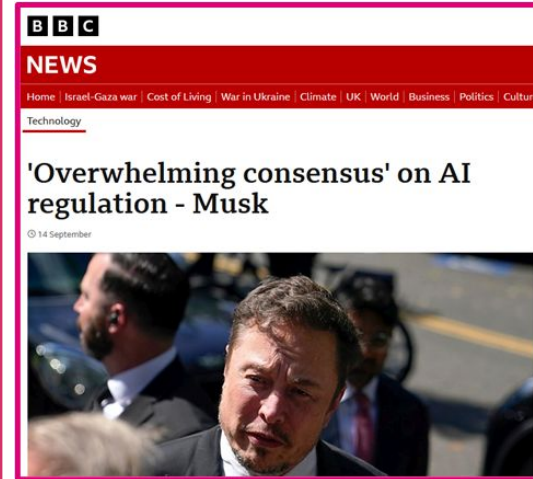 BBC
NEWS
Home | Israel-Gaza war | Cost of Living | War in Ukraine | Climate | UK | World | Business | Politics | Cultur
Technology
'Overwhelming consensus' on AI
regulation - Musk
14 September